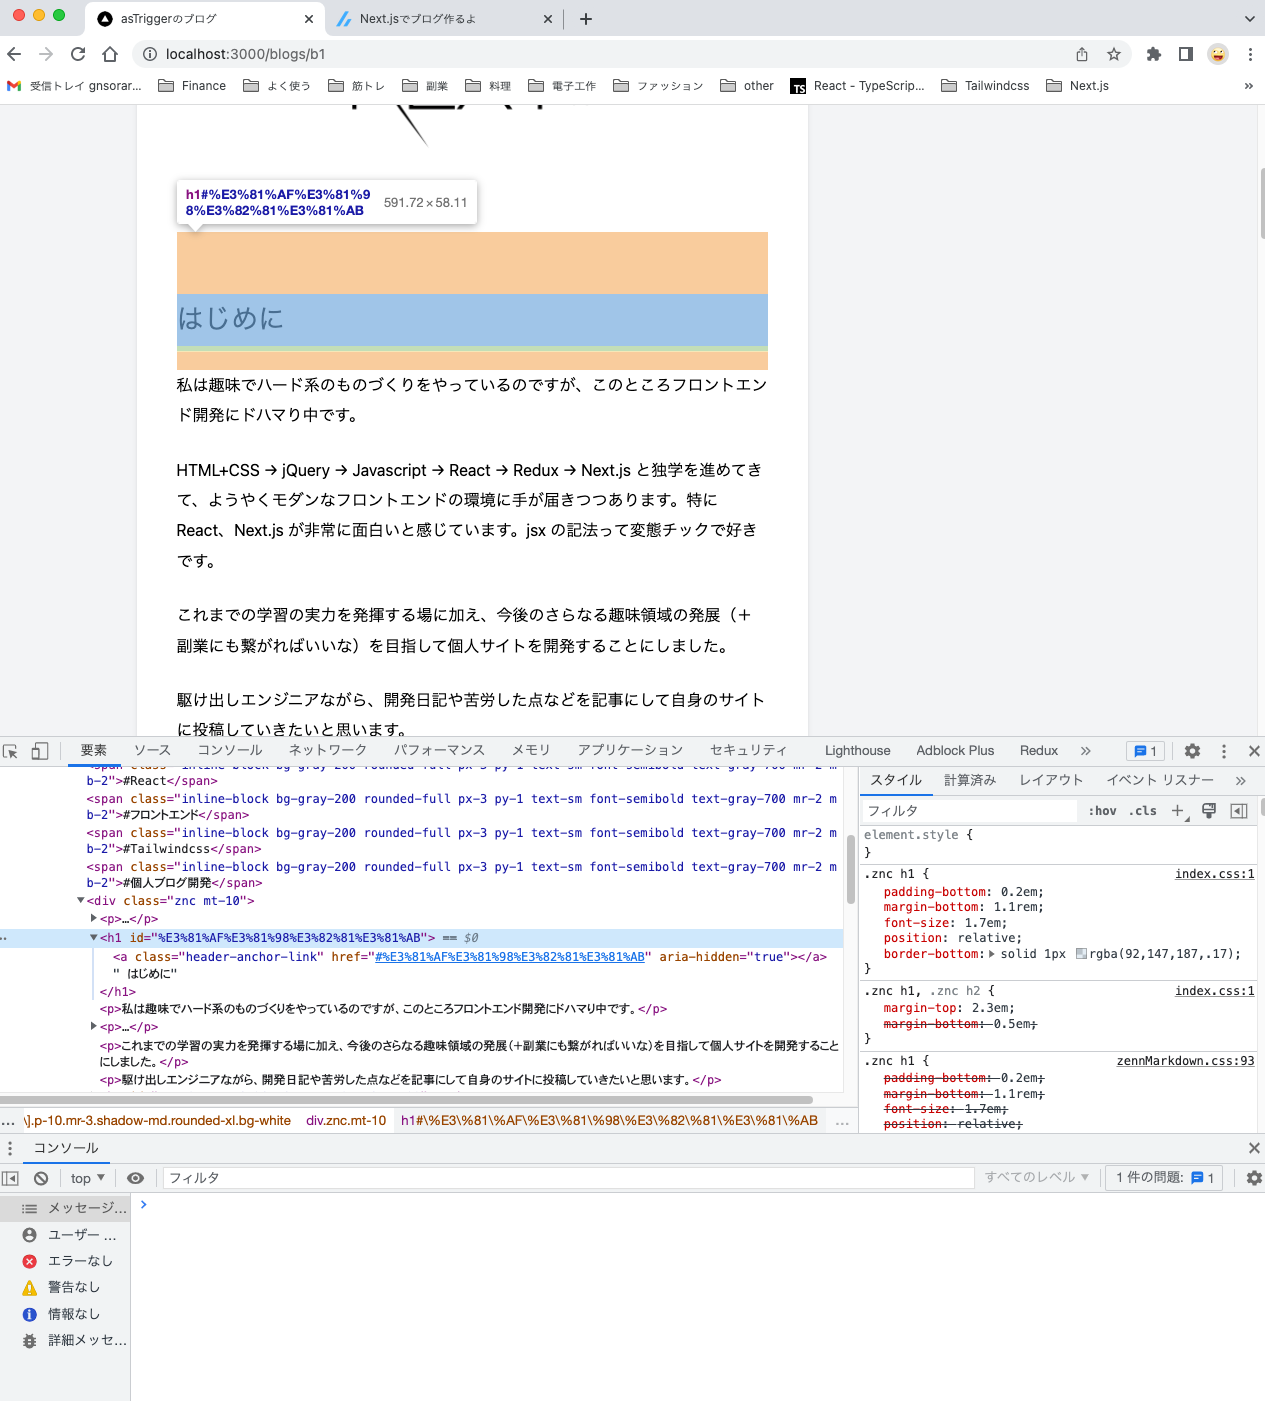 asTriggerのブログ
Next.jsでブログ作るよ
localhost:3000/blogs/b1
受信トレイ gnsorar...
Finance
よく使う
筋トレ
副業
料理
電子工作
ファッション
other
TS
React - TypeScrip...
Tailwindcss
Next.js
»
h1#%E3%81%AF%E3%81%9
8%E3%82%81%E3%81%AB
591.72 × 58.11
はじめに
私は趣味でハード系のものづくりをやっているのですが、このところフロントエン
ド開発にドハマり中です。
HTML+CSS → jQuery → Javascript → React → Redux → Next.js と独学を進めてき
て、ようやくモダンなフロントエンドの環境に手が届きつつあります。特に
React、Next.js が非常に面白いと感じています。jsx の記法って変態チックで好き
です。
これまでの学習の実力を発揮する場に加え、今後のさらなる趣味領域の発展（＋
副業にも繋がればいいな）を目指して個人サイトを開発することにしました。
駆け出しエンジニアながら、開発日記や苦労した点などを記事にして自身のサイト
に投稿していきたいと思います。
要素
ソース
コンソール
ネットワーク
パフォーマンス
メモリ
アプリケーション
セキュリティ
Lighthouse
Adblock Plus
Redux
»
1
<span class="inline-block bg-gray-200 rounded-full px-3 py-1 text-sm font-semibold text-gray-700 mr-2 m
b-2">#React</span>
<span class="inline-block bg-gray-200 rounded-full px-3 py-1 text-sm font-semibold text-gray-700 mr-2 m
b-2">#フロントエンド</span>
<span class="inline-block bg-gray-200 rounded-full px-3 py-1 text-sm font-semibold text-gray-700 mr-2 m
b-2">#Tailwindcss</span>
<span class="inline-block bg-gray-200 rounded-full px-3 py-1 text-sm font-semibold text-gray-700 mr-2 m
b-2">#個人ブログ開発</span>
<div class="znc mt-10">
<p>…</p>
<h1 id="%E3%81%AF%E3%81%98%E3%82%81%E3%81%AB"> == $0
<a class="header-anchor-link" href="#%E3%81%AF%E3%81%98%E3%82%81%E3%81%AB" aria-hidden="true"></a>
" はじめに"
</h1>
<p>私は趣味でハード系のものづくりをやっているのですが、このところフロントエンド開発にドハマり中です。</p>
<p>…</p>
<p>これまでの学習の実力を発揮する場に加え、今後のさらなる趣味領域の発展（＋副業にも繋がればいいな）を目指して個人サイトを開発すること
にしました。</p>
<p>駆け出しエンジニアながら、開発日記や苦労した点などを記事にして自身のサイトに投稿していきたいと思います。</p>
... \].p-10.mr-3.shadow-md.rounded-xl.bg-white
div.znc.mt-10
h1#\%E3\%81\%AF\%E3\%81\%98\%E3\%82\%81\%E3\%81\%AB
...
スタイル
計算済み
レイアウト
イベント リスナー
»
フィルタ
:hov
.cls
element.style {
}
.znc h1 {
index.css:1
padding-bottom: 0.2em;
margin-bottom: 1.1rem;
font-size: 1.7em;
position: relative;
border-bottom: solid 1px rgba(92,147,187,.17);
}
.znc h1, .znc h2 {
index.css:1
margin-top: 2.3em;
margin-bottom: 0.5em;
}
.znc h1 {
zennMarkdown.css:93
padding-bottom: 0.2em;
margin-bottom: 1.1rem;
font-size: 1.7em;
position: relative;
コンソール
top
フィルタ
すべてのレベル
1 件の問題:
1
メッセージ...
ユーザー ...
エラーなし
警告なし
情報なし
詳細メッセ...